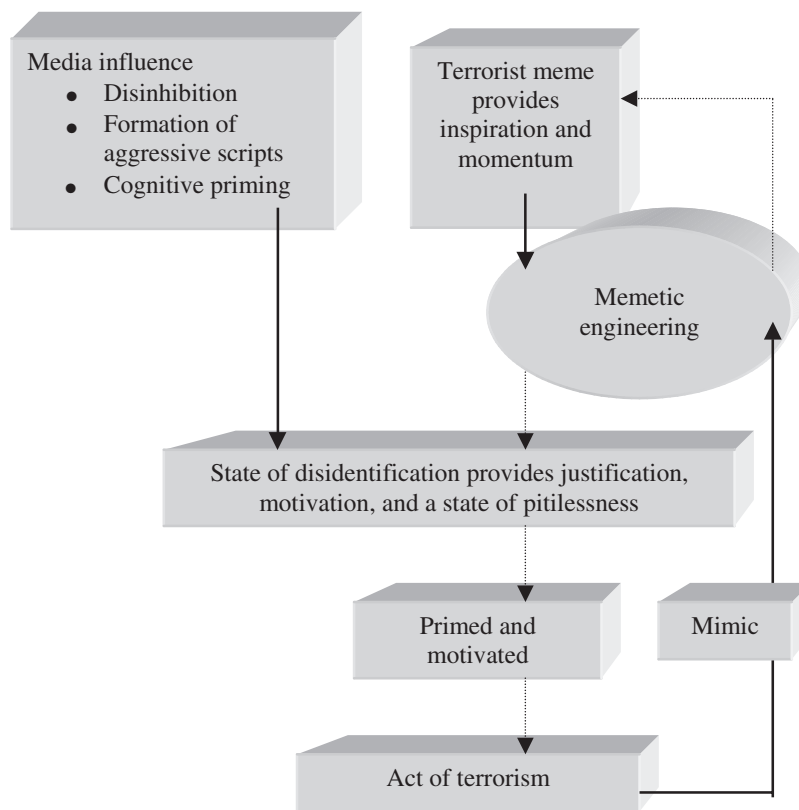 Media influence
● Disinhibition
● Formation of
aggressive scripts
● Cognitive priming
Terrorist meme
provides
inspiration and
momentum
Memetic
engineering
State of disidentification provides justification,
motivation, and a state of pitilessness
Primed and
motivated
Mimic
Act of terrorism